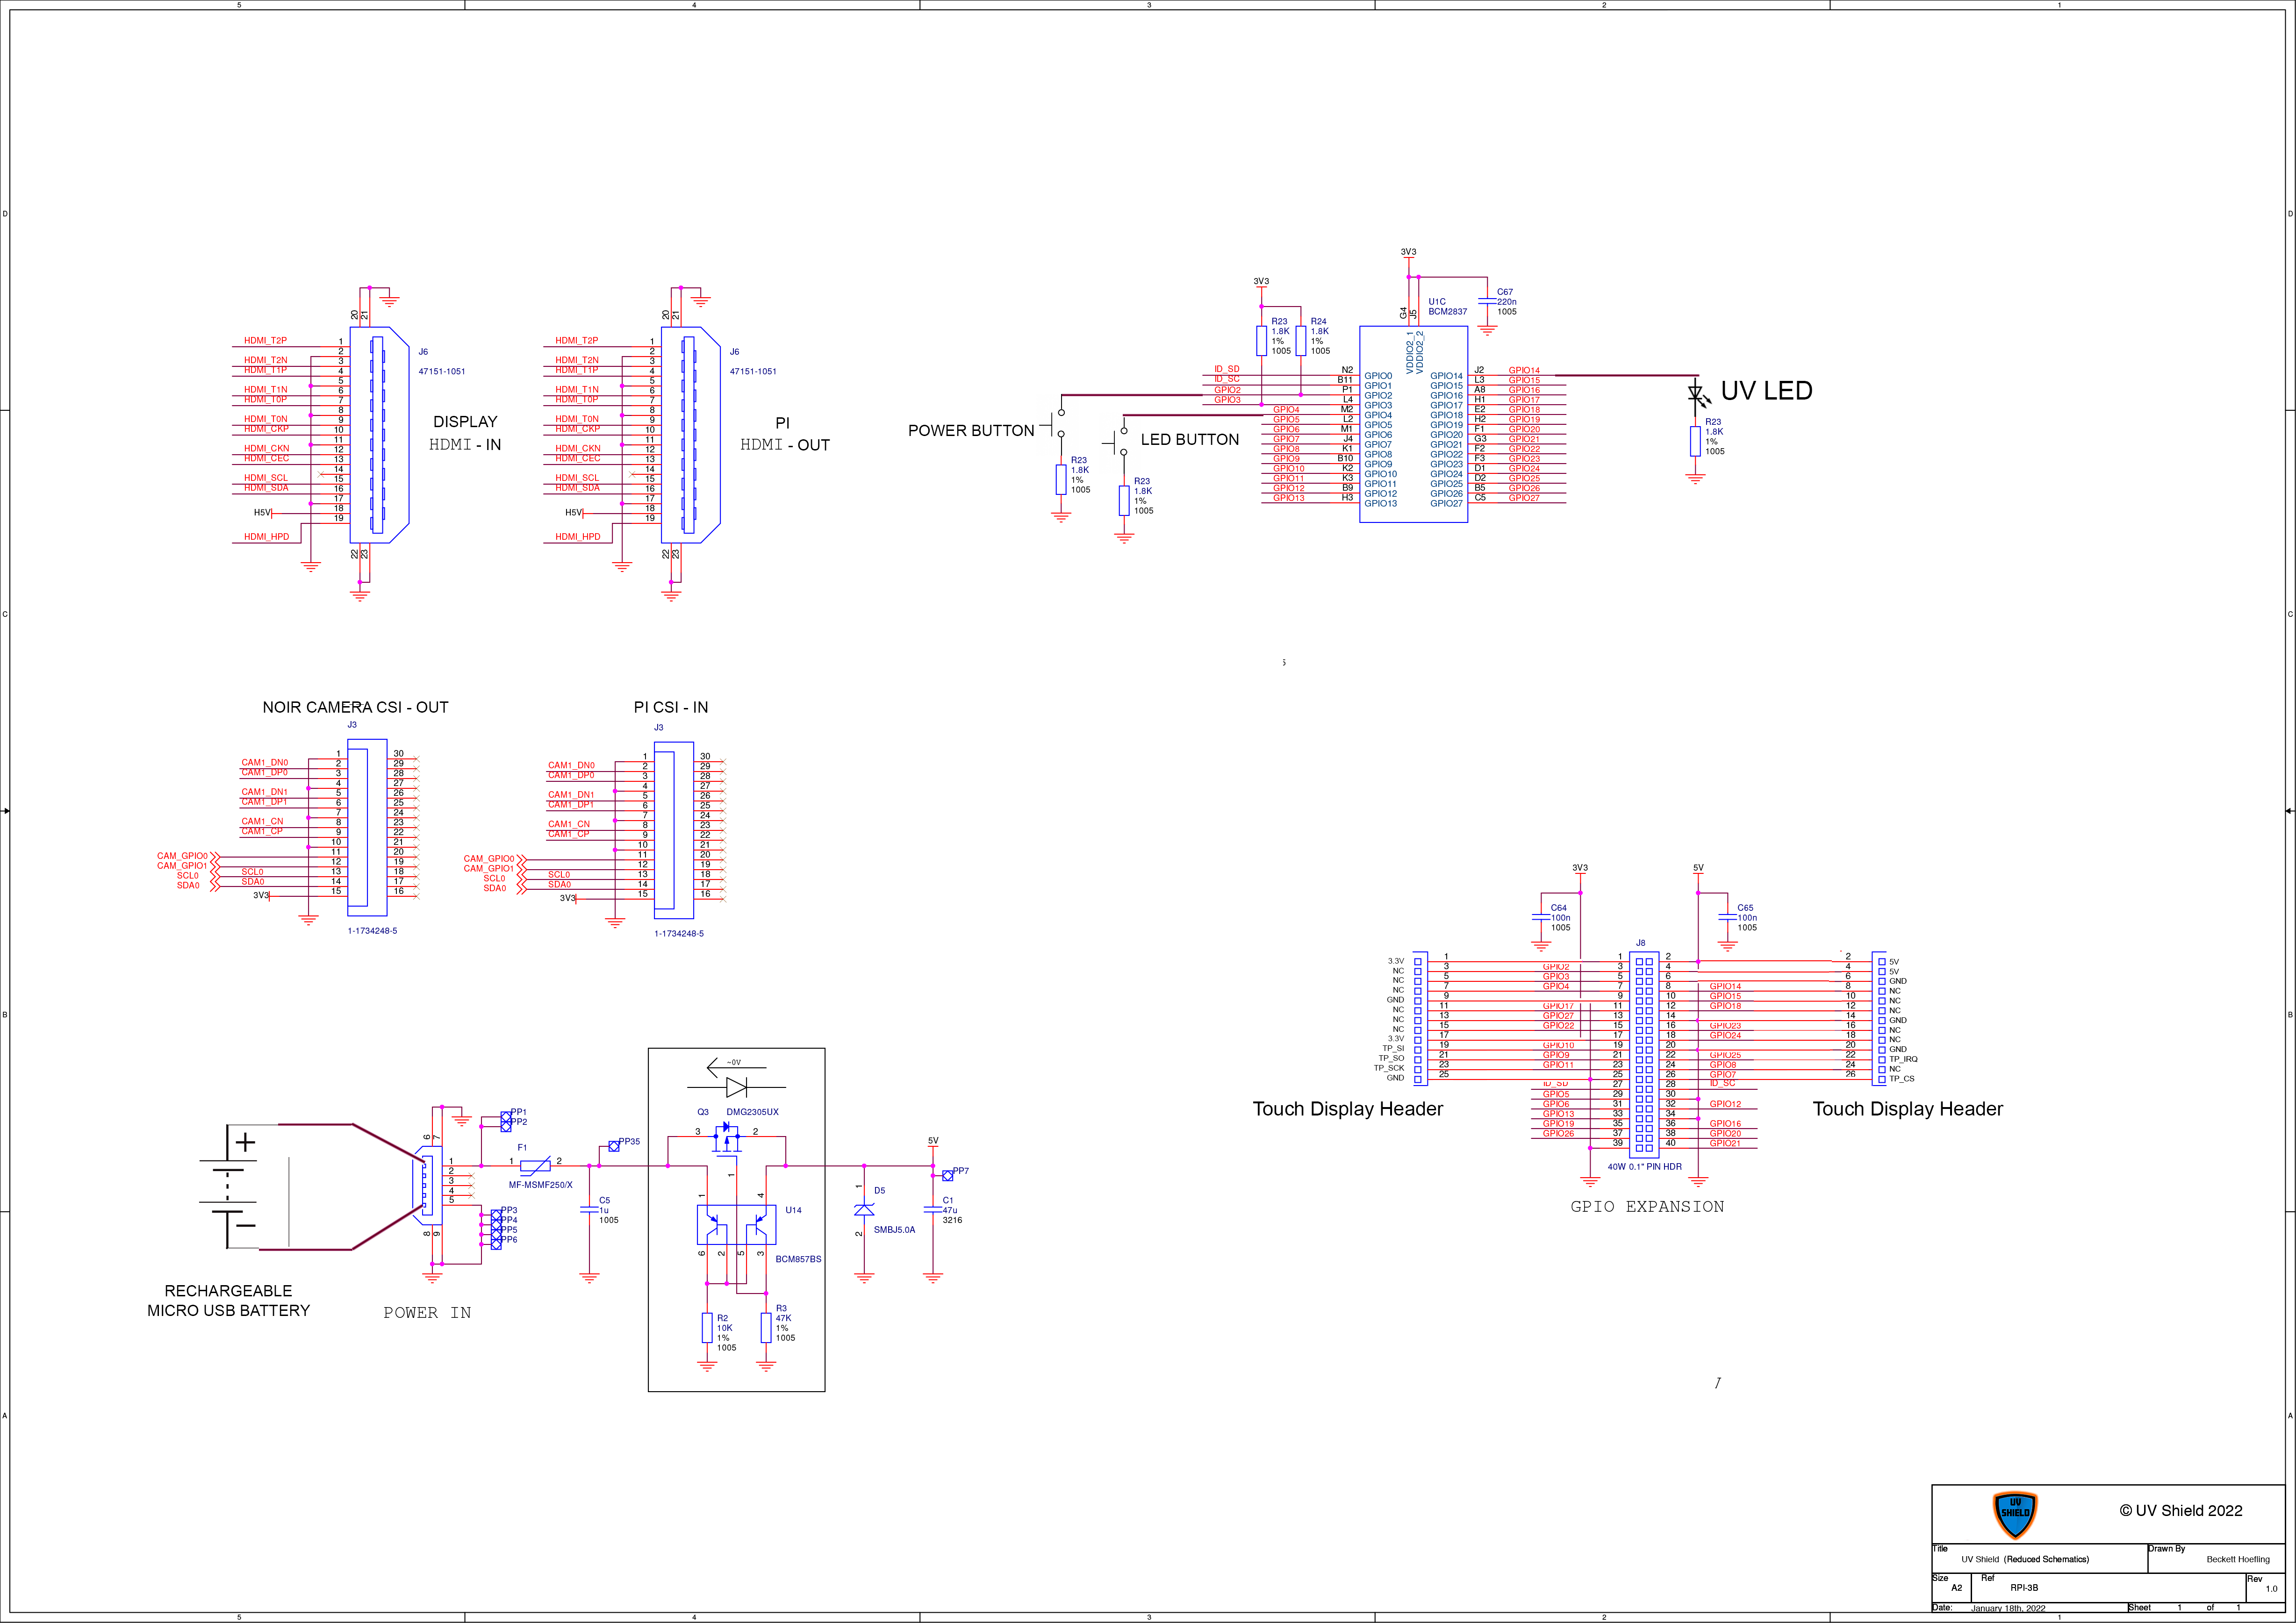 5 4 3 2 1
D
D
C
C
B
B
A
A
20
21
HDMI_T2P
HDMI_T2N
HDMI_T1P
HDMI_T1N
HDMI_T0P
HDMI_T0N
HDMI_CKP
HDMI_CKN
HDMI_CEC
HDMI_SCL
HDMI_SDA
H5V
HDMI_HPD
1
2
3
4
5
6
7
8
9
10
11
12
13
14
15
16
17
18
19
22
23
J6
47151-1051
DISPLAY
HDMI - IN
20
21
HDMI_T2P
HDMI_T2N
HDMI_T1P
HDMI_T1N
HDMI_T0P
HDMI_T0N
HDMI_CKP
HDMI_CKN
HDMI_CEC
HDMI_SCL
HDMI_SDA
H5V
HDMI_HPD
1
2
3
4
5
6
7
8
9
10
11
12
13
14
15
16
17
18
19
22
23
J6
47151-1051
PI
HDMI - OUT
POWER BUTTON
R23
1.8K
1%
1005
LED BUTTON
R23
1.8K
1%
1005
3V3
R23
1.8K
1%
1005
R24
1.8K
1%
1005
3V3
G4
J5
U1C
BCM2837
C67
220n
1005
VDDIO2_1
VDDIO2_2
ID_SD N2 GPIO0
ID_SC B11 GPIO1
GPIO2 P1 GPIO2
GPIO3 L4 GPIO3
GPIO4 M2 GPIO4
GPIO5 L2 GPIO5
GPIO6 M1 GPIO6
GPIO7 J4 GPIO7
GPIO8 K1 GPIO8
GPIO9 B10 GPIO9
GPIO10 K2 GPIO10
GPIO11 K3 GPIO11
GPIO12 B9 GPIO12
GPIO13 H3 GPIO13
GPIO14 J2 GPIO14
GPIO15 L3 GPIO15
GPIO16 A8 GPIO16
GPIO17 H1 GPIO17
GPIO18 E2 GPIO18
GPIO19 H2 GPIO19
GPIO20 F1 GPIO20
GPIO21 G3 GPIO21
GPIO22 F2 GPIO22
GPIO23 F3 GPIO23
GPIO24 D1 GPIO24
GPIO25 D2 GPIO25
GPIO26 B5 GPIO26
GPIO27 C5 GPIO27
UV LED
R23
1.8K
1%
1005
NOIR CAMERA CSI - OUT
J3
CAM1_DN0
CAM1_DP0
CAM1_DN1
CAM1_DP1
CAM1_CN
CAM1_CP
CAM_GPIO0
CAM_GPIO1
SCL0 SCL0
SDA0 SDA0
3V3
1 30
2 29
3 28
4 27
5 26
6 25
7 24
8 23
9 22
10 21
11 20
12 19
13 18
14 17
15 16
1-1734248-5
PI CSI - IN
J3
CAM1_DN0
CAM1_DP0
CAM1_DN1
CAM1_DP1
CAM1_CN
CAM1_CP
CAM_GPIO0
CAM_GPIO1
SCL0 SCL0
SDA0 SDA0
3V3
1 30
2 29
3 28
4 27
5 26
6 25
7 24
8 23
9 22
10 21
11 20
12 19
13 18
14 17
15 16
1-1734248-5
3V3
C64
100n
1005
5V
C65
100n
1005
J8
3.3V 1 1 2 2 5V
NC 3 GPIO2 3 4 4 5V
NC 5 GPIO3 5 6 6 GND
NC 7 GPIO4 7 8 GPIO14 8 NC
GND 9 9 10 GPIO15 10 NC
NC 11 GPIO17 11 12 GPIO18 12 NC
NC 13 GPIO27 13 14 14 GND
NC 15 GPIO22 15 16 GPIO23 16 NC
3.3V 17 17 18 GPIO24 18 NC
TP_SI 19 GPIO10 19 20 20 GND
TP_SO 21 GPIO9 21 22 GPIO25 22 TP_IRQ
TP_SCK 23 GPIO11 23 24 GPIO8 24 NC
GND 25 25 26 GPIO7 26 TP_CS
ID_SD 27 28 ID_SC
GPIO5 29 30
GPIO6 31 32 GPIO12
GPIO13 33 34
GPIO19 35 36 GPIO16
GPIO26 37 38 GPIO20
39 40 GPIO21
Touch Display Header
Touch Display Header
40W 0.1" PIN HDR
GPIO EXPANSION
RECHARGEABLE
MICRO USB BATTERY
POWER IN
6
7
1
2
3
4
5
8
9
PP1
PP2
PP3
PP4
PP5
PP6
F1
1 2
MF-MSMF250/X
PP35
C5
1u
1005
~0V
Q3 DMG2305UX
3 2
1
1 4
U14
6 2 5 3
BCM857BS
R2
10K
1%
1005
R3
47K
1%
1005
D5
1
2
SMBJ5.0A
5V
PP7
C1
47u
3216
UV
SHIELD
© UV Shield 2022
Title
UV Shield (Reduced Schematics)
Drawn By
Beckett Hoefling
Size
A2
Ref
RPI-3B
Rev
1.0
Date: January 18th, 2022
Sheet 1 of 1
5 4 3 2 1